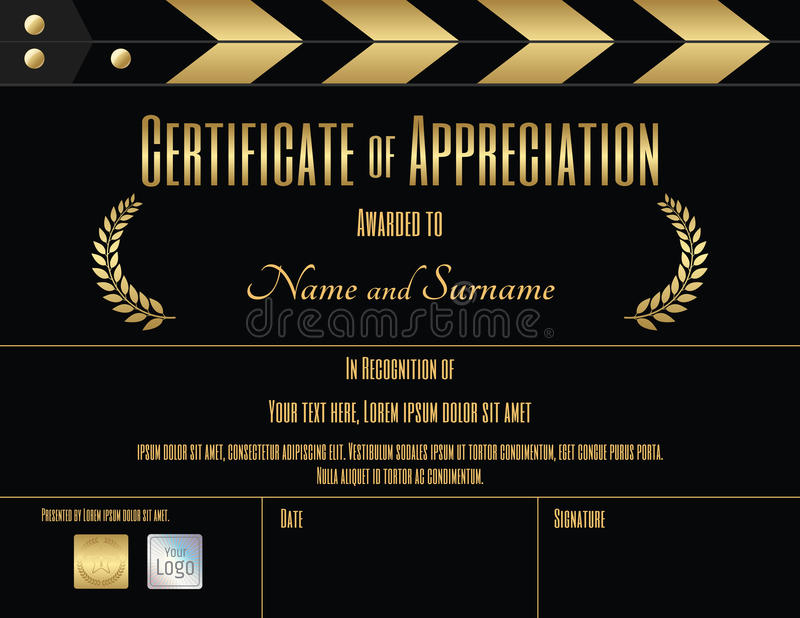 Certificate of Appreciation
Awarded to
Name and Surname
dreamstime
In Recognition of
Your text here, Lorem ipsum dolor sit amet
ipsum dolor sit amet, consectetur adipiscing elit. Vestibulum sodales ipsum ut tortor condimentum, eget congue purus porta.
Nulla aliquet id tortor ac condimentum.
Presented by Lorem ipsum dolor sit amet.
Date
Signature
Your
Logo